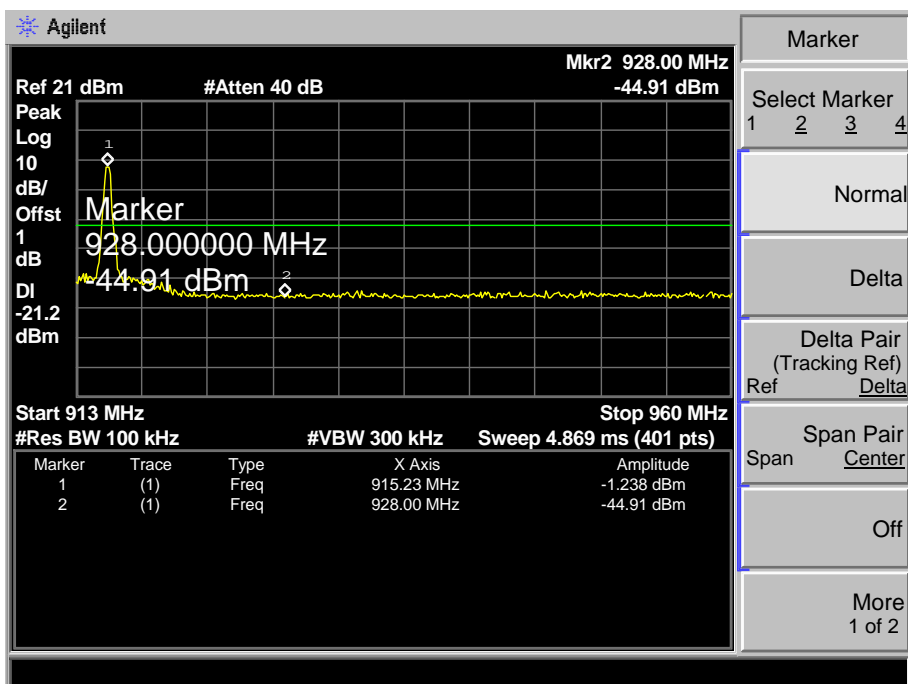 Agilent
Mkr2 928.00 MHz
Ref 21 dBm #Atten 40 dB -44.91 dBm
Peak
Log
10
dB/
Offst
1
dB
DI
-21.2
dBm
1
Marker
928.000000 MHz
-44.91 dBm
2
Start 913 MHz Stop 960 MHz
#Res BW 100 kHz #VBW 300 kHz Sweep 4.869 ms (401 pts)
Marker Trace Type X Axis Amplitude
1 (1) Freq 915.23 MHz -1.238 dBm
2 (1) Freq 928.00 MHz -44.91 dBm
Marker
Select Marker
1 2 3 4
Normal
Delta
Delta Pair
(Tracking Ref)
Ref Delta
Span Pair
Span Center
Off
More
1 of 2